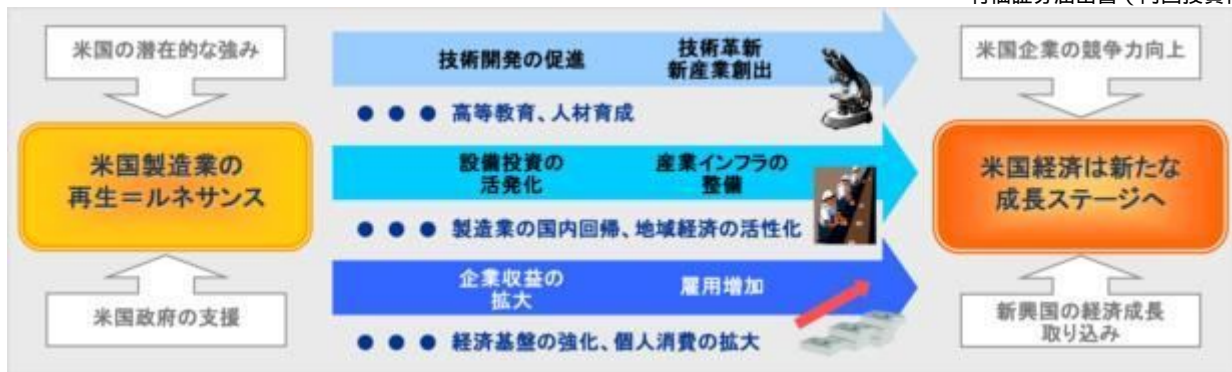 米国の潜在的な強み
米国製造業の
再生＝ルネサンス
米国政府の支援
技術開発の促進
技術革新
新産業創出
● ● ● 高等教育、人材育成
設備投資の
活発化
産業インフラの
整備
● ● ● 製造業の国内回帰、地域経済の活性化
企業収益の
拡大
雇用増加
● ● ● 経済基盤の強化、個人消費の拡大
米国企業の競争力向上
米国経済は新たな
成長ステージへ
新興国の経済成長
取り込み